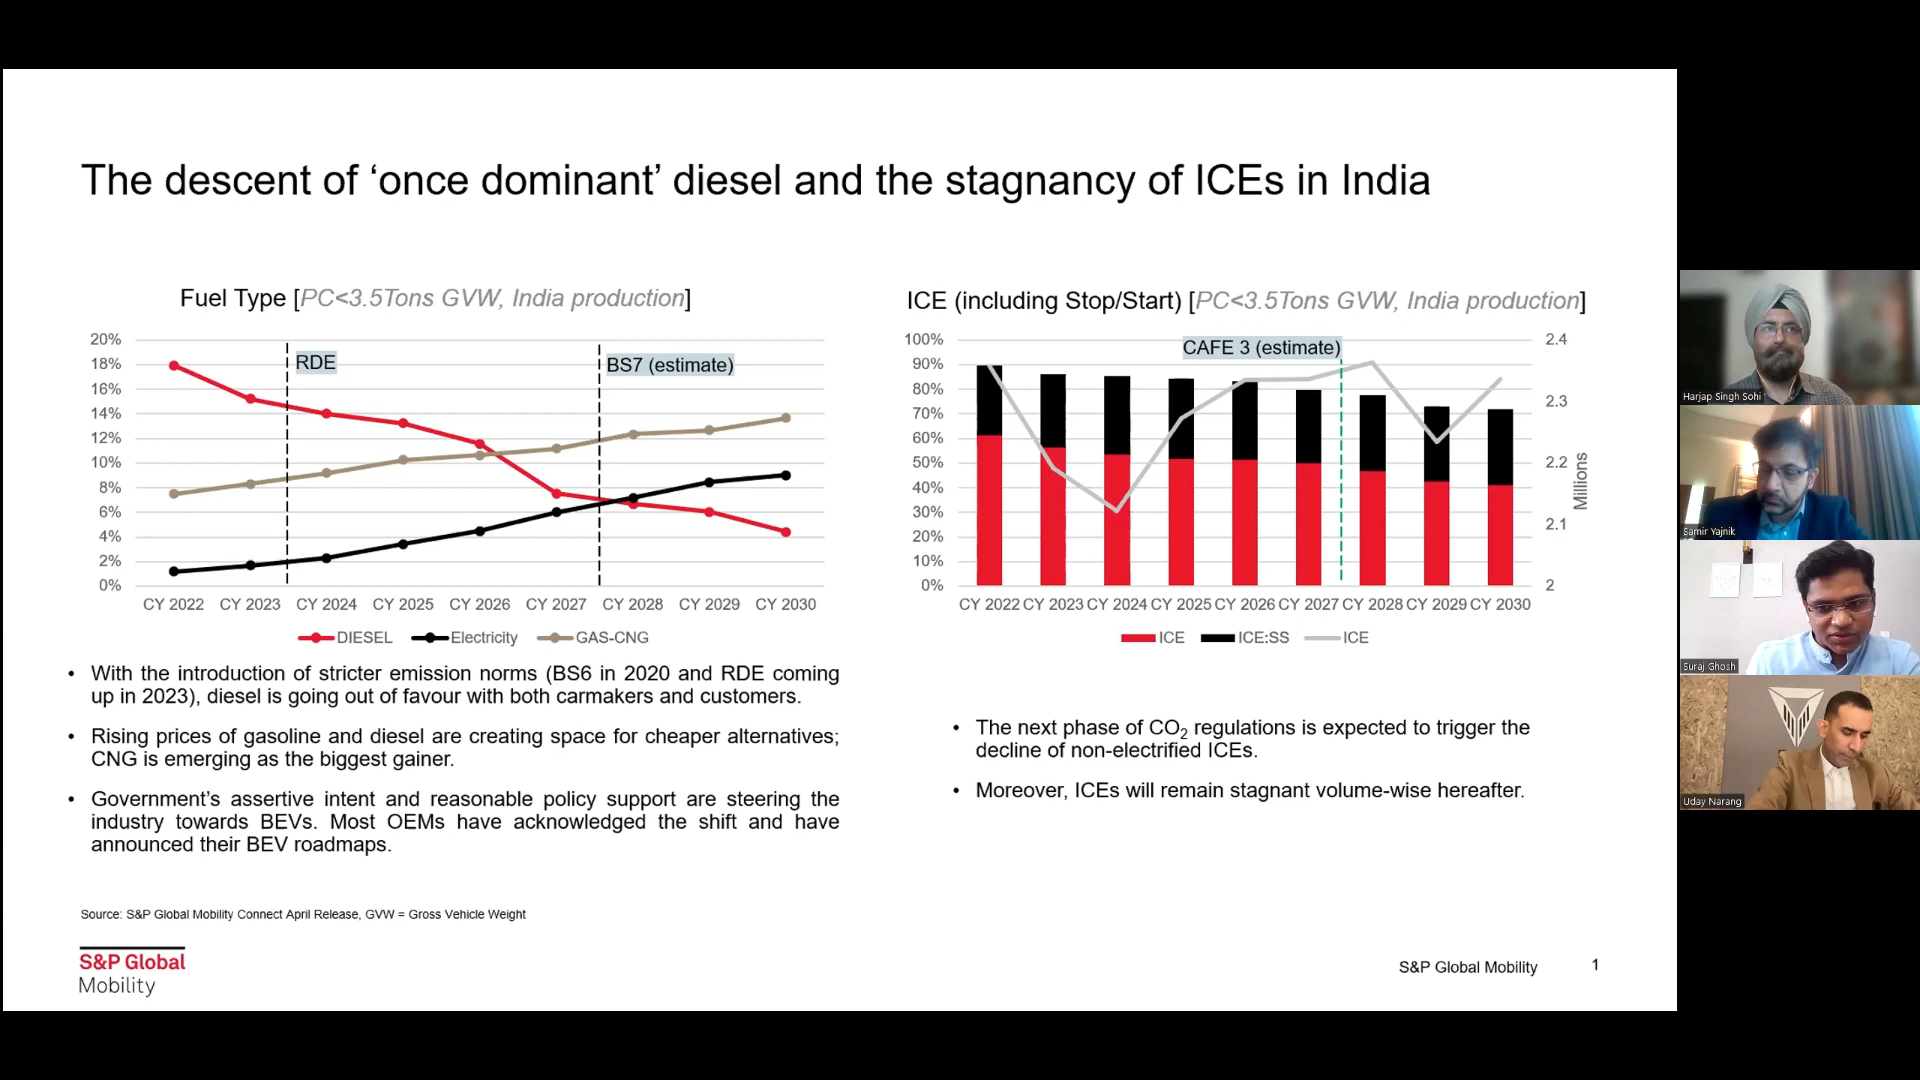 The descent of ‘once dominant’ diesel and the stagnancy of ICEs in India
Fuel Type [PC<3.5Tons GVW, India production]
20%
18%
16%
14%
12%
10%
8%
6%
4%
2%
0%
RDE
BS7 (estimate)
CY 2022 CY 2023 CY 2024 CY 2025 CY 2026 CY 2027 CY 2028 CY 2029 CY 2030
DIESEL Electricity GAS-CNG
• With the introduction of stricter emission norms (BS6 in 2020 and RDE coming
up in 2023), diesel is going out of favour with both carmakers and customers.
• Rising prices of gasoline and diesel are creating space for cheaper alternatives;
CNG is emerging as the biggest gainer.
• Government’s assertive intent and reasonable policy support are steering the
industry towards BEVs. Most OEMs have acknowledged the shift and have
announced their BEV roadmaps.
ICE (including Stop/Start) [PC<3.5Tons GVW, India production]
100%
90%
80%
70%
60%
50%
40%
30%
20%
10%
0%
CAFE 3 (estimate)
2.4
2.3
2.2
2.1
2
Millions
CY 2022 CY 2023 CY 2024 CY 2025 CY 2026 CY 2027 CY 2028 CY 2029 CY 2030
ICE ICE:SS ICE
• The next phase of CO2 regulations is expected to trigger the
decline of non-electrified ICEs.
• Moreover, ICEs will remain stagnant volume-wise hereafter.
Source: S&P Global Mobility Connect April Release, GVW = Gross Vehicle Weight
S&P Global
Mobility
S&P Global Mobility 1
Harjap Singh Sohi
Samir Yajnik
Suraj Ghosh
Uday Narang